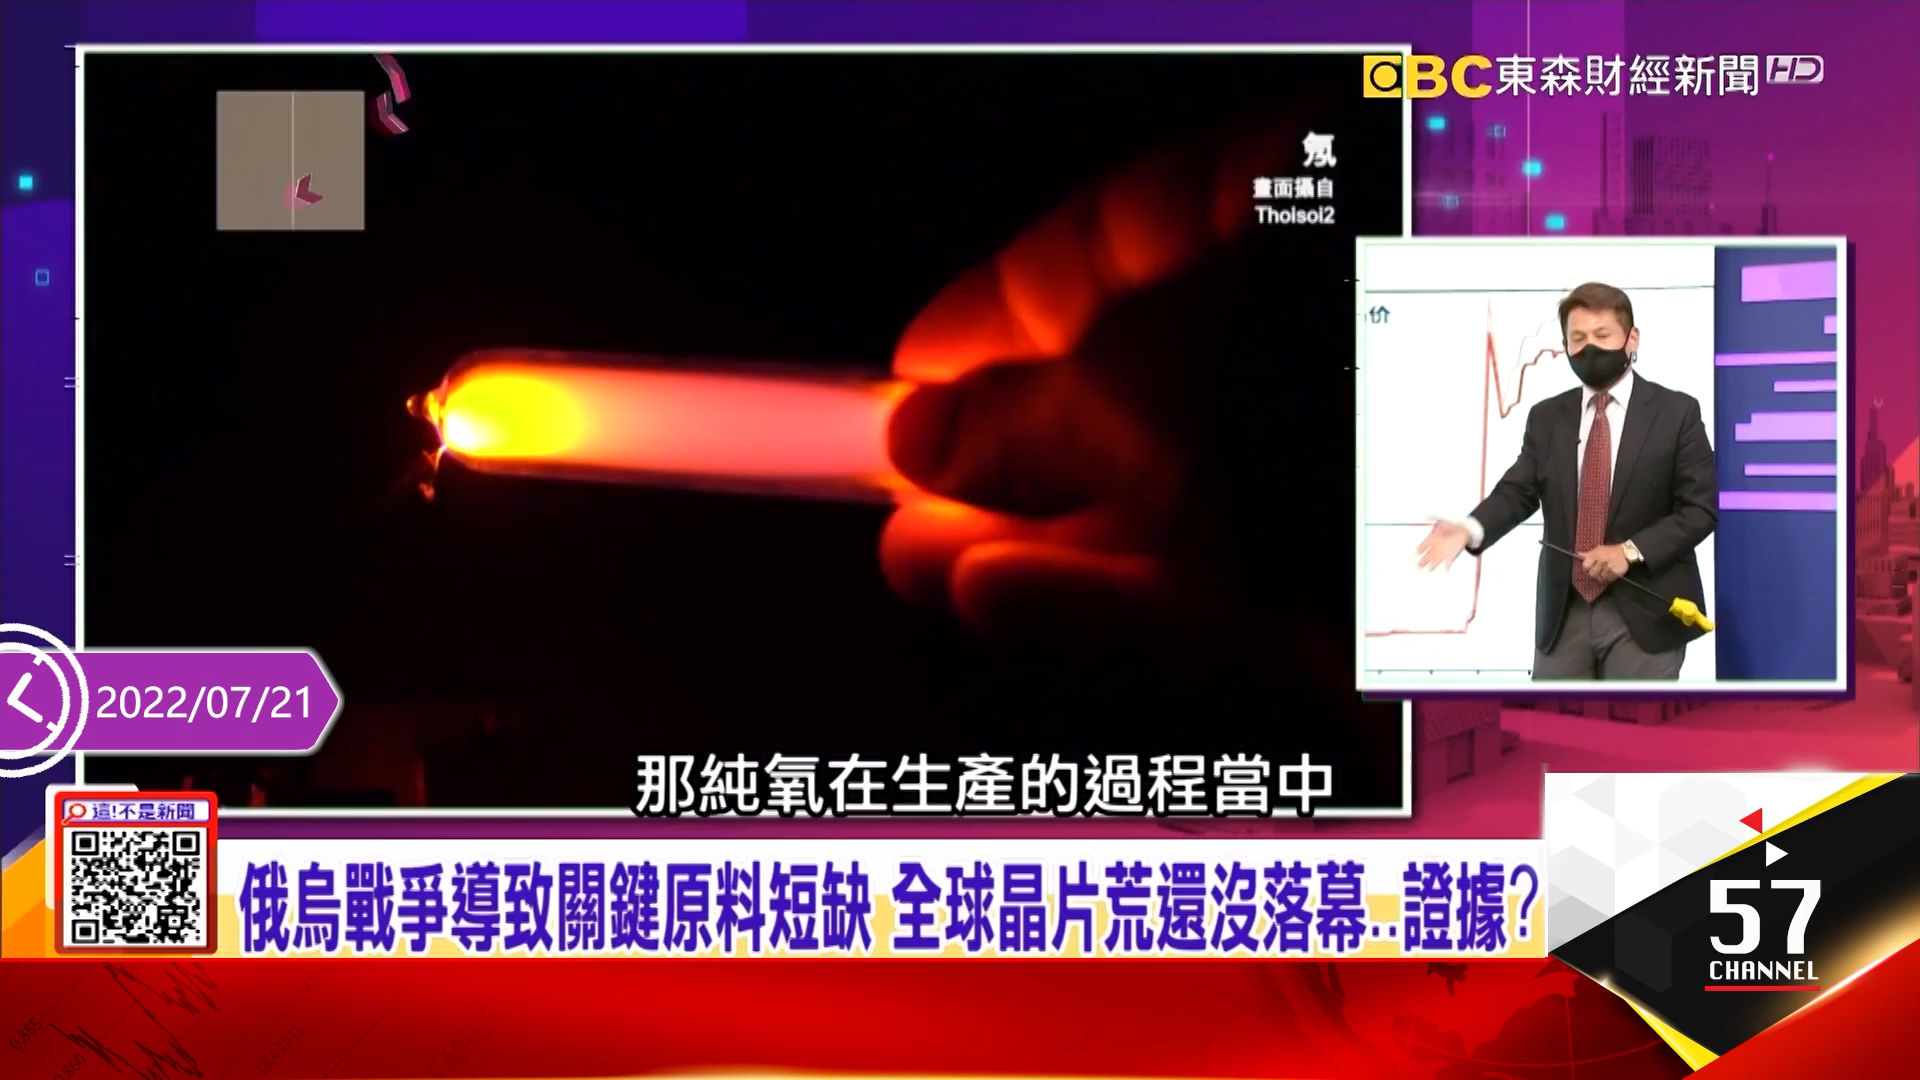 EBC東森財經新聞HD
氖
畫面攝自
Thoisoi2
价
2022/07/21
那純氧在生產的過程當中
這!不是新聞
俄烏戰爭導致關鍵原料短缺 全球晶片荒還沒落幕..證據?
57
CHANNEL